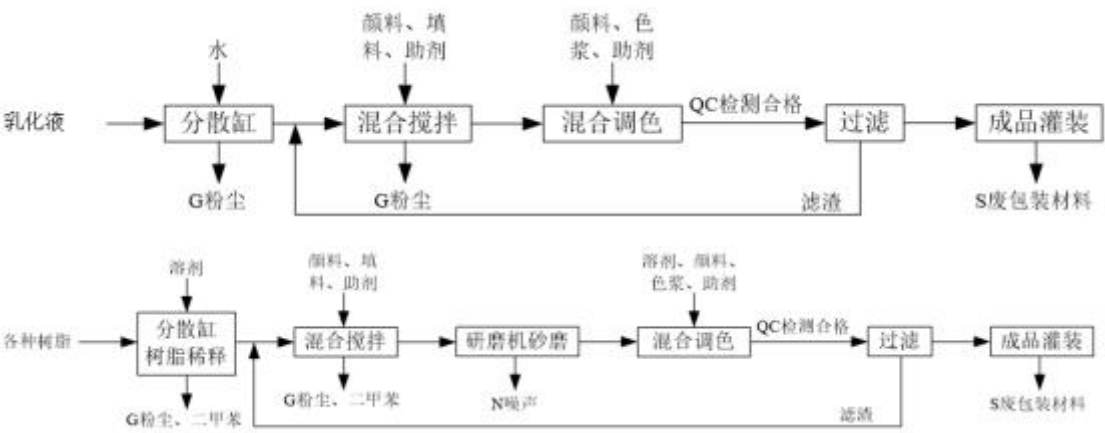 水
颜料、填
料、助剂
颜料、色
浆、助剂
乳化液
分散缸
混合搅拌
混合调色
QC检测合格
过滤
成品灌装
G粉尘
G粉尘
滤渣
S废包装材料
溶剂
颜料、填
料、助剂
溶剂、颜料、
色浆、助剂
各种树脂
分散缸
树脂稀释
混合搅拌
研磨机砂磨
混合调色
QC检测合格
过滤
成品灌装
G粉尘、二甲苯
G粉尘、二甲苯
N噪声
滤渣
S废包装材料